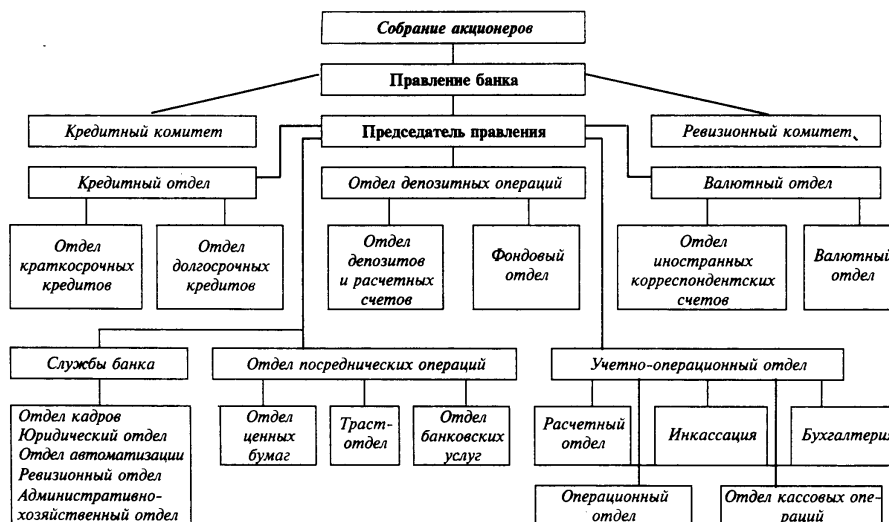 Собрание акционеров
Правление банка
Кредитный комитет
Председатель правления
Ревизионный комитет
Кредитный отдел
Отдел депозитных операций
Валютный отдел
Отдел
краткосрочных
кредитов
Отдел
долгосрочных
кредитов
Отдел
депозитов
и расчетных
счетов
Фондовый
отдел
Отдел
иностранных
корреспондентских
счетов
Валютный
отдел
Службы банка
Отдел посреднических операций
Учетно-операционный отдел
Отдел кадров
Юридический отдел
Отдел автоматизации
Ревизионный отдел
Административно-
хозяйственный отдел
Отдел
ценных
бумаг
Траст-
отдел
Отдел
банковских
услуг
Расчетный
отдел
Инкассация
Бухгалтерия
Операционный
отдел
Отдел кассовых опе-
раций